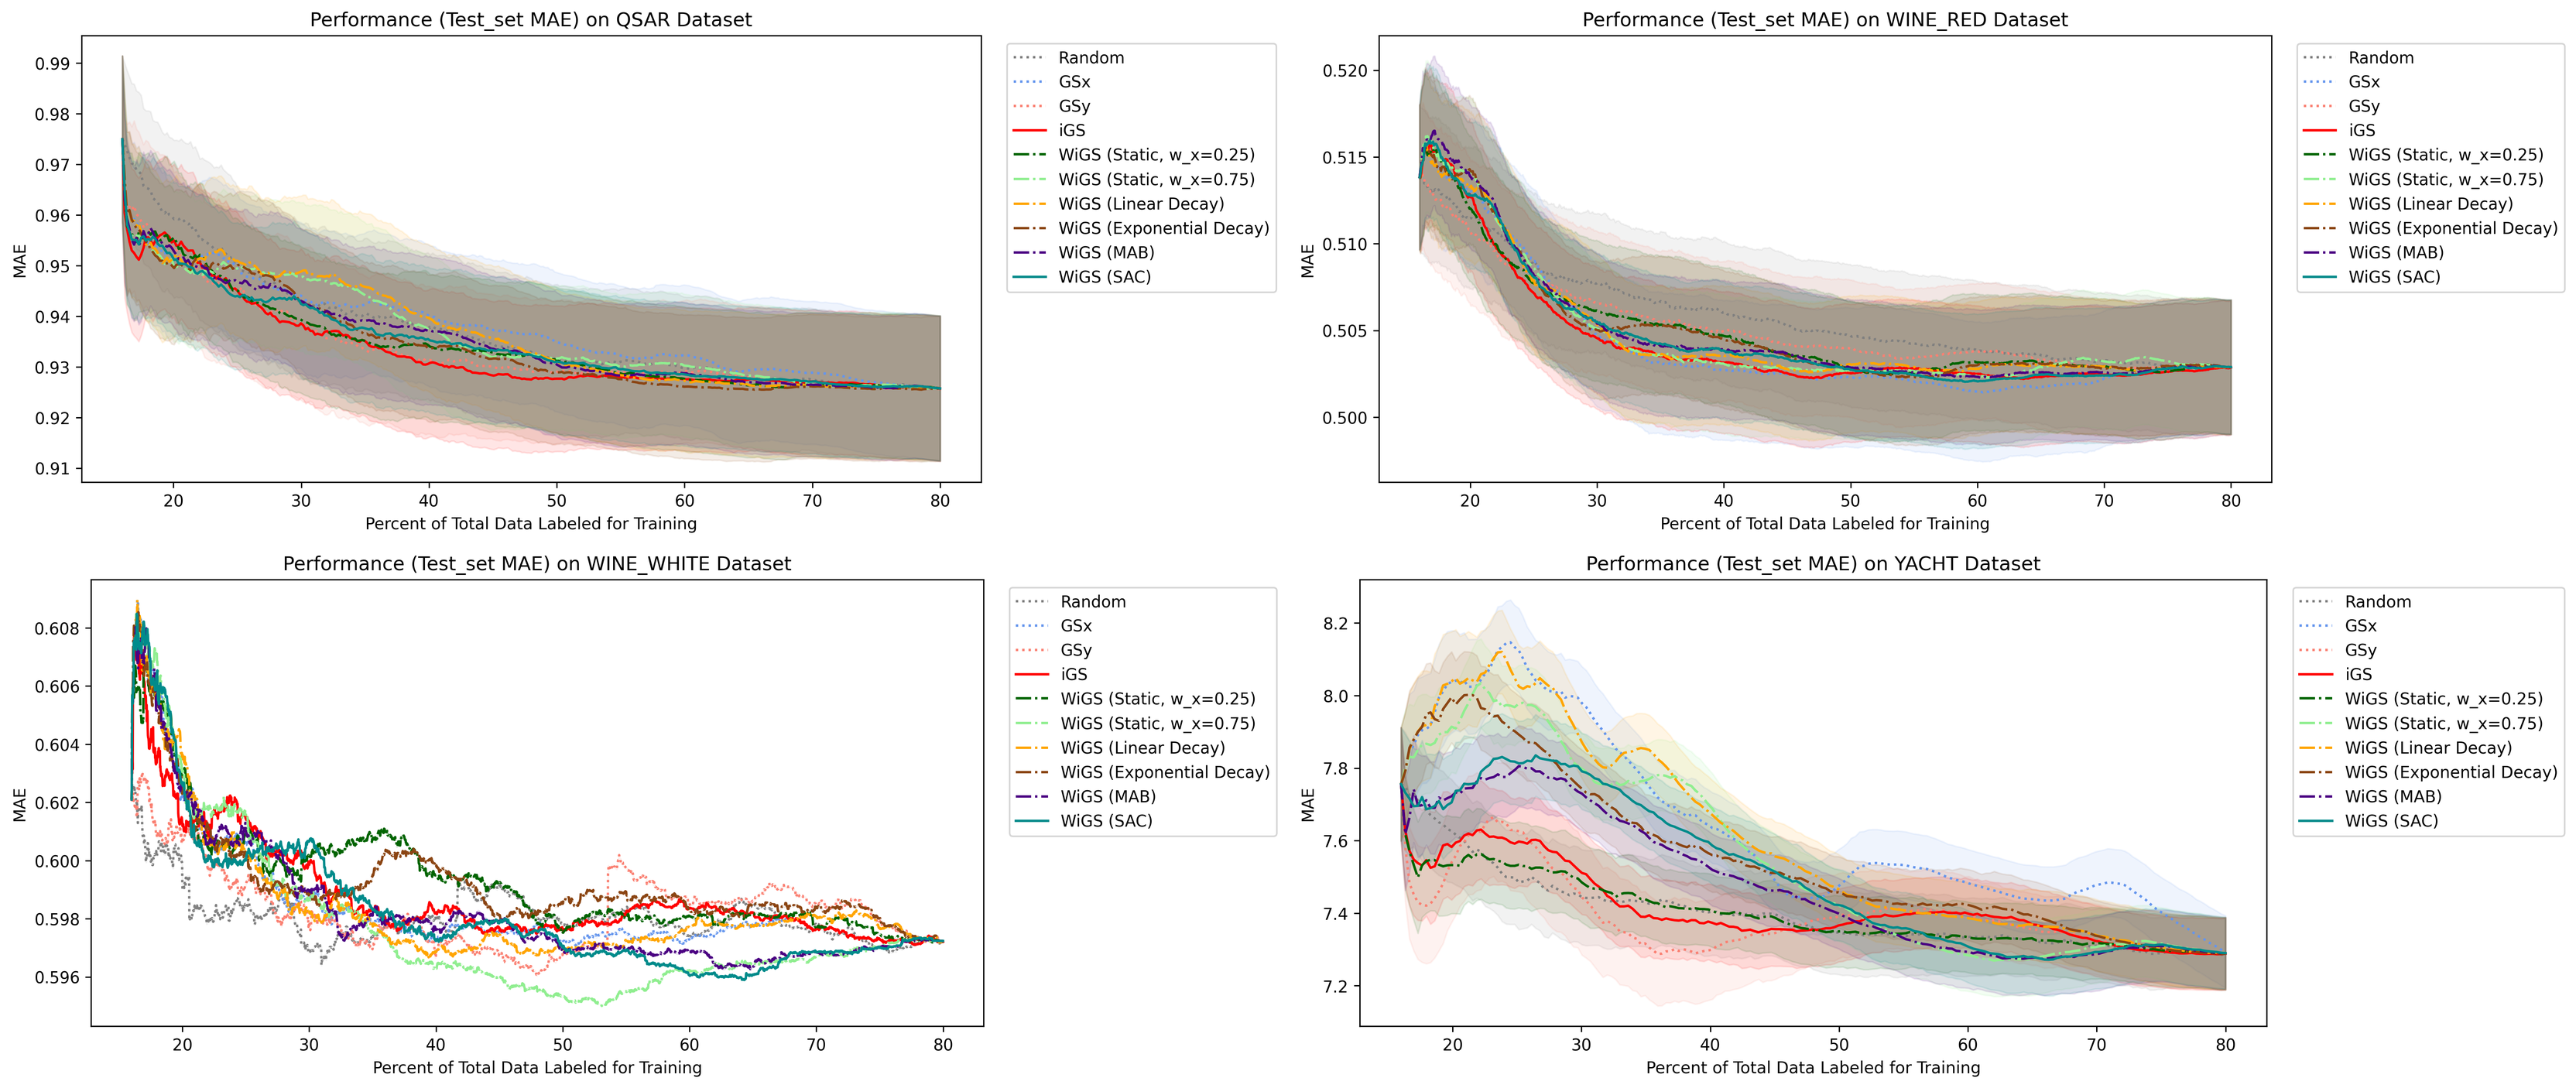 Performance (Test_set MAE) on QSAR Dataset
MAE
0.99
0.98
0.97
0.96
0.95
0.94
0.93
0.92
0.91
20 30 40 50 60 70 80
Percent of Total Data Labeled for Training
Random
GSx
GSy
iGS
WiGS (Static, w_x=0.25)
WiGS (Static, w_x=0.75)
WiGS (Linear Decay)
WiGS (Exponential Decay)
WiGS (MAB)
WiGS (SAC)
Performance (Test_set MAE) on WINE_RED Dataset
MAE
0.520
0.515
0.510
0.505
0.500
20 30 40 50 60 70 80
Percent of Total Data Labeled for Training
Random
GSx
GSy
iGS
WiGS (Static, w_x=0.25)
WiGS (Static, w_x=0.75)
WiGS (Linear Decay)
WiGS (Exponential Decay)
WiGS (MAB)
WiGS (SAC)
Performance (Test_set MAE) on WINE_WHITE Dataset
MAE
0.608
0.606
0.604
0.602
0.600
0.598
0.596
20 30 40 50 60 70 80
Percent of Total Data Labeled for Training
Random
GSx
GSy
iGS
WiGS (Static, w_x=0.25)
WiGS (Static, w_x=0.75)
WiGS (Linear Decay)
WiGS (Exponential Decay)
WiGS (MAB)
WiGS (SAC)
Performance (Test_set MAE) on YACHT Dataset
MAE
8.2
8.0
7.8
7.6
7.4
7.2
20 30 40 50 60 70 80
Percent of Total Data Labeled for Training
Random
GSx
GSy
iGS
WiGS (Static, w_x=0.25)
WiGS (Static, w_x=0.75)
WiGS (Linear Decay)
WiGS (Exponential Decay)
WiGS (MAB)
WiGS (SAC)